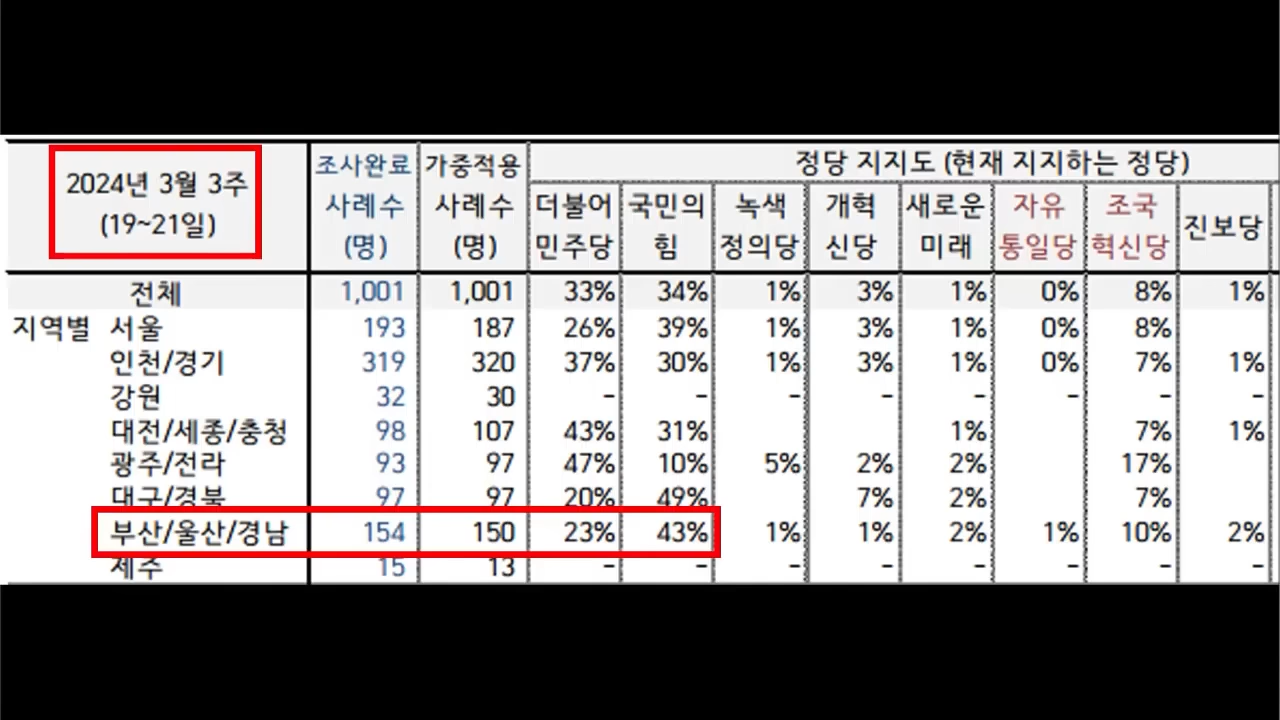 2024년 3월 3주
(19~21일)
조사완료
사례수
(명)
가중적용
사례수
(명)
정당 지지도 (현재 지지하는 정당)
더불어
민주당
국민의
힘
녹색
정의당
개혁
신당
새로운
미래
자유
통일당
조국
혁신당
진보당
전체 1,001 1,001 33% 34% 1% 3% 1% 0% 8% 1%
지역별 서울 193 187 26% 39% 1% 3% 1% 0% 8%
인천/경기 319 320 37% 30% 1% 3% 1% 0% 7% 1%
강원 32 30 - - - - - - - -
대전/세종/충청 98 107 43% 31% 1% 7% 1%
광주/전라 93 97 47% 10% 5% 2% 2% 17%
대구/경북 97 97 20% 49% 7% 2% 7%
부산/울산/경남 154 150 23% 43% 1% 1% 2% 1% 10% 2%
제주 15 13 - - - - - - - -